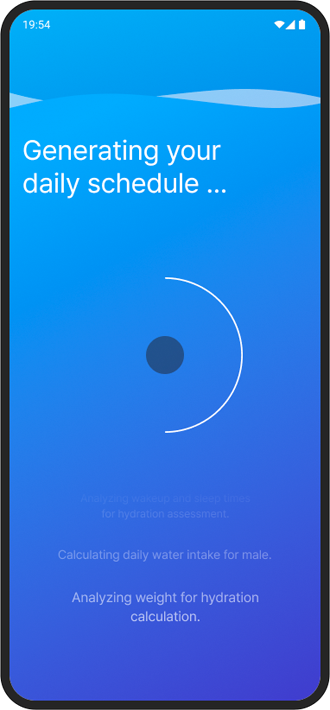 19:54
Generating your
daily schedule ...
Analyzing wakeup and sleep times
for hydration assessment.
Calculating daily water intake for male.
Analyzing weight for hydration
calculation.